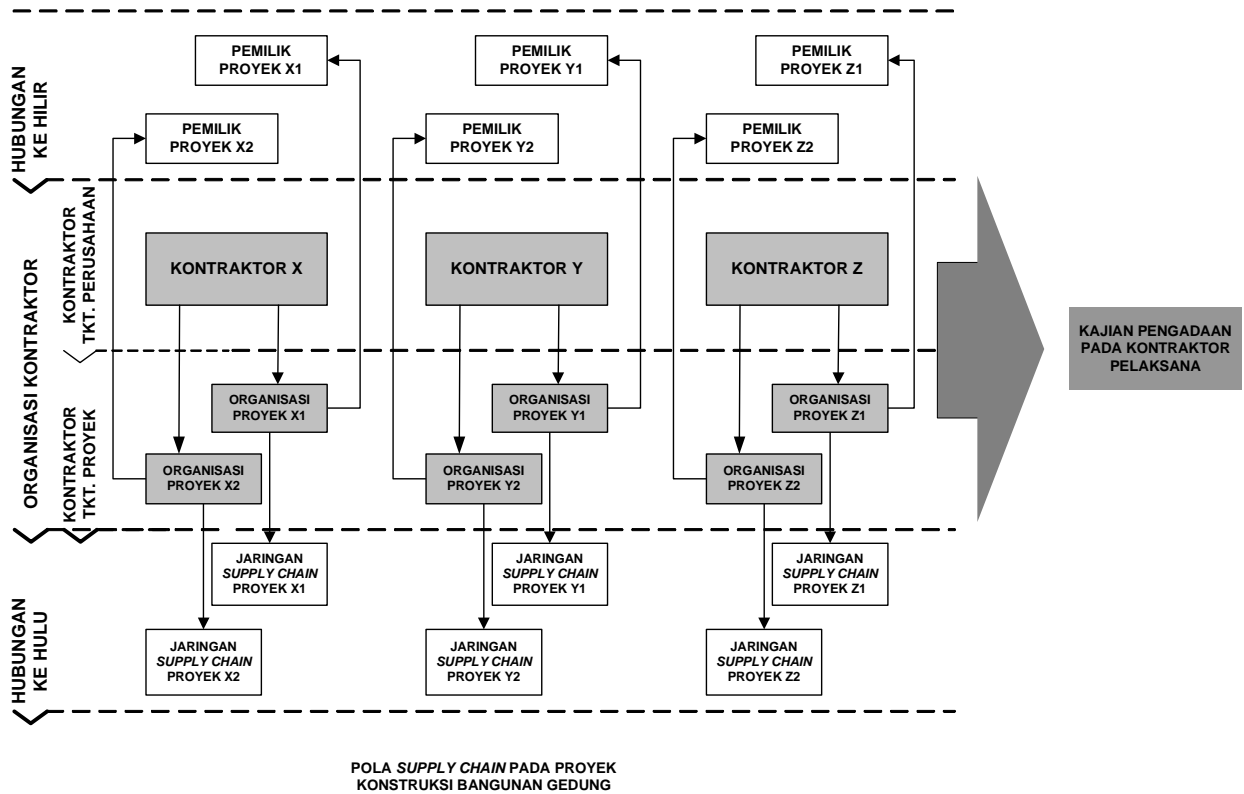 HUBUNGAN
KE HILIR
PEMILIK
PROYEK X1
PEMILIK
PROYEK Y1
PEMILIK
PROYEK Z1
PEMILIK
PROYEK X2
PEMILIK
PROYEK Y2
PEMILIK
PROYEK Z2
ORGANISASI KONTRAKTOR
KONTRAKTOR
TKT. PERUSAHAAN
KONTRAKTOR X
KONTRAKTOR Y
KONTRAKTOR Z
KAJIAN PENGADAAN
PADA KONTRAKTOR
PELAKSANA
KONTRAKTOR
TKT. PROYEK
ORGANISASI
PROYEK X1
ORGANISASI
PROYEK Y1
ORGANISASI
PROYEK Z1
ORGANISASI
PROYEK X2
ORGANISASI
PROYEK Y2
ORGANISASI
PROYEK Z2
HUBUNGAN
KE HULU
JARINGAN
SUPPLY CHAIN
PROYEK X1
JARINGAN
SUPPLY CHAIN
PROYEK Y1
JARINGAN
SUPPLY CHAIN
PROYEK Z1
JARINGAN
SUPPLY CHAIN
PROYEK X2
JARINGAN
SUPPLY CHAIN
PROYEK Y2
JARINGAN
SUPPLY CHAIN
PROYEK Z2
POLA SUPPLY CHAIN PADA PROYEK
KONSTRUKSI BANGUNAN GEDUNG